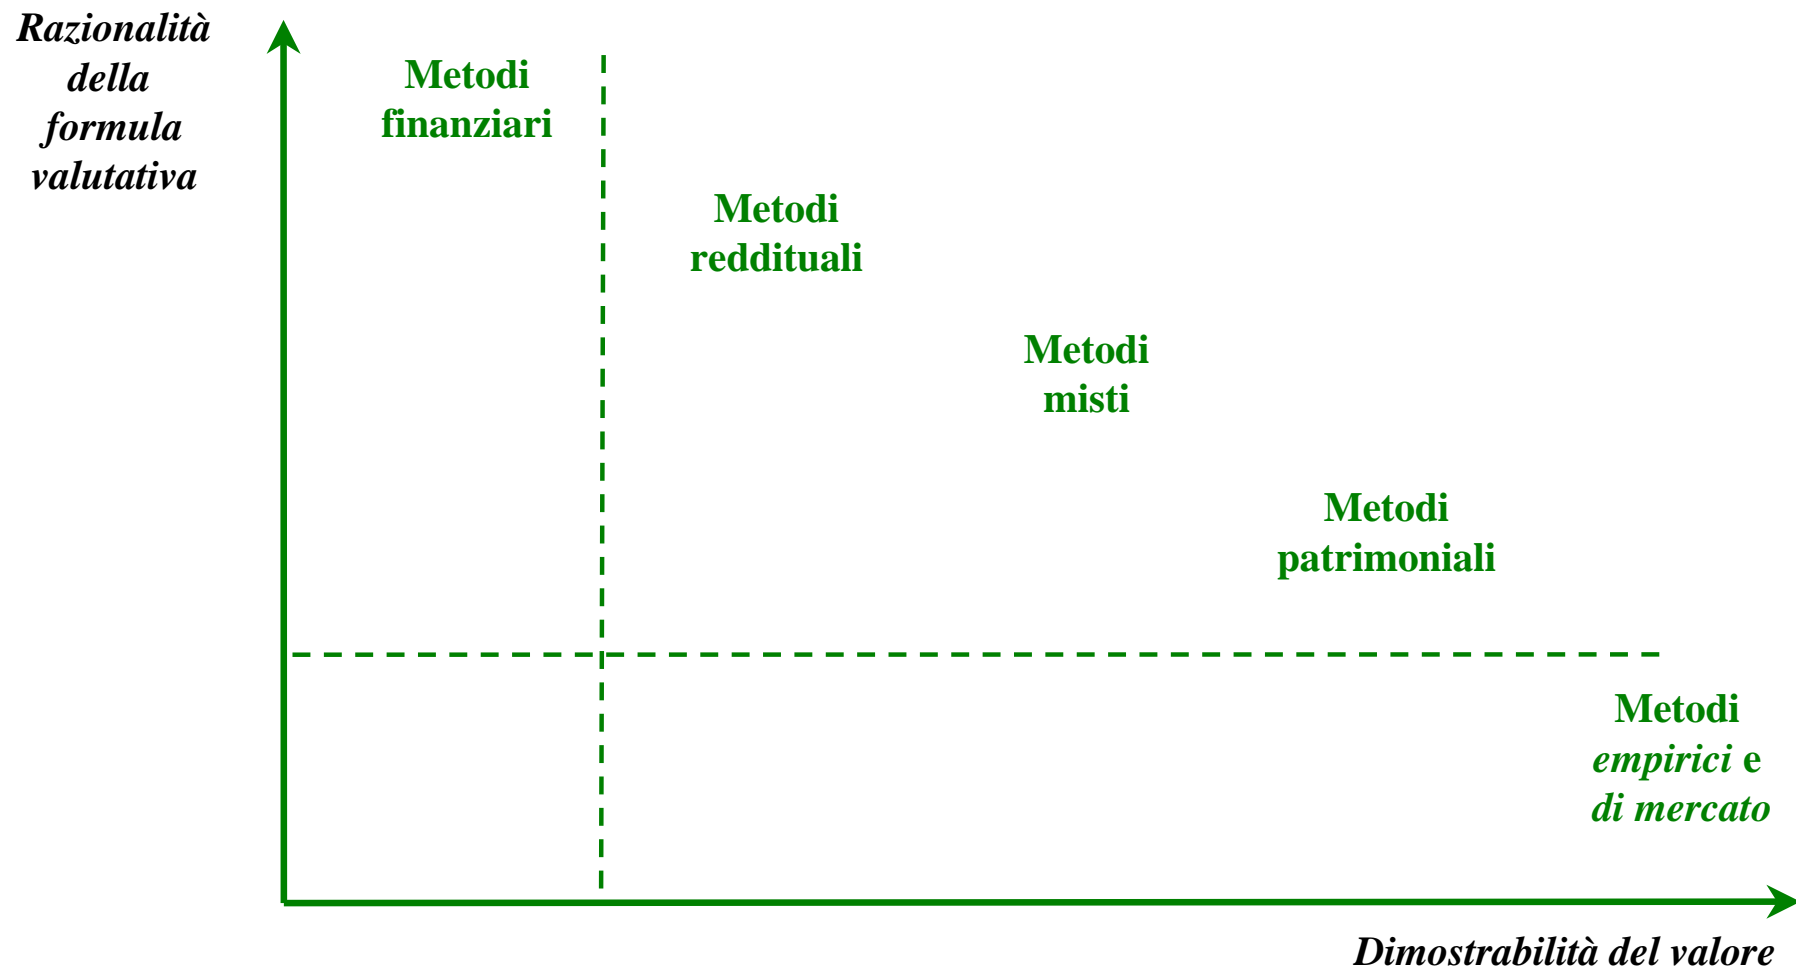 Razionalità
della
formula
valutativa
Metodi
finanziari
Metodi
reddituali
Metodi
misti
Metodi
patrimoniali
Metodi
empirici e
di mercato
Dimostrabilità del valore